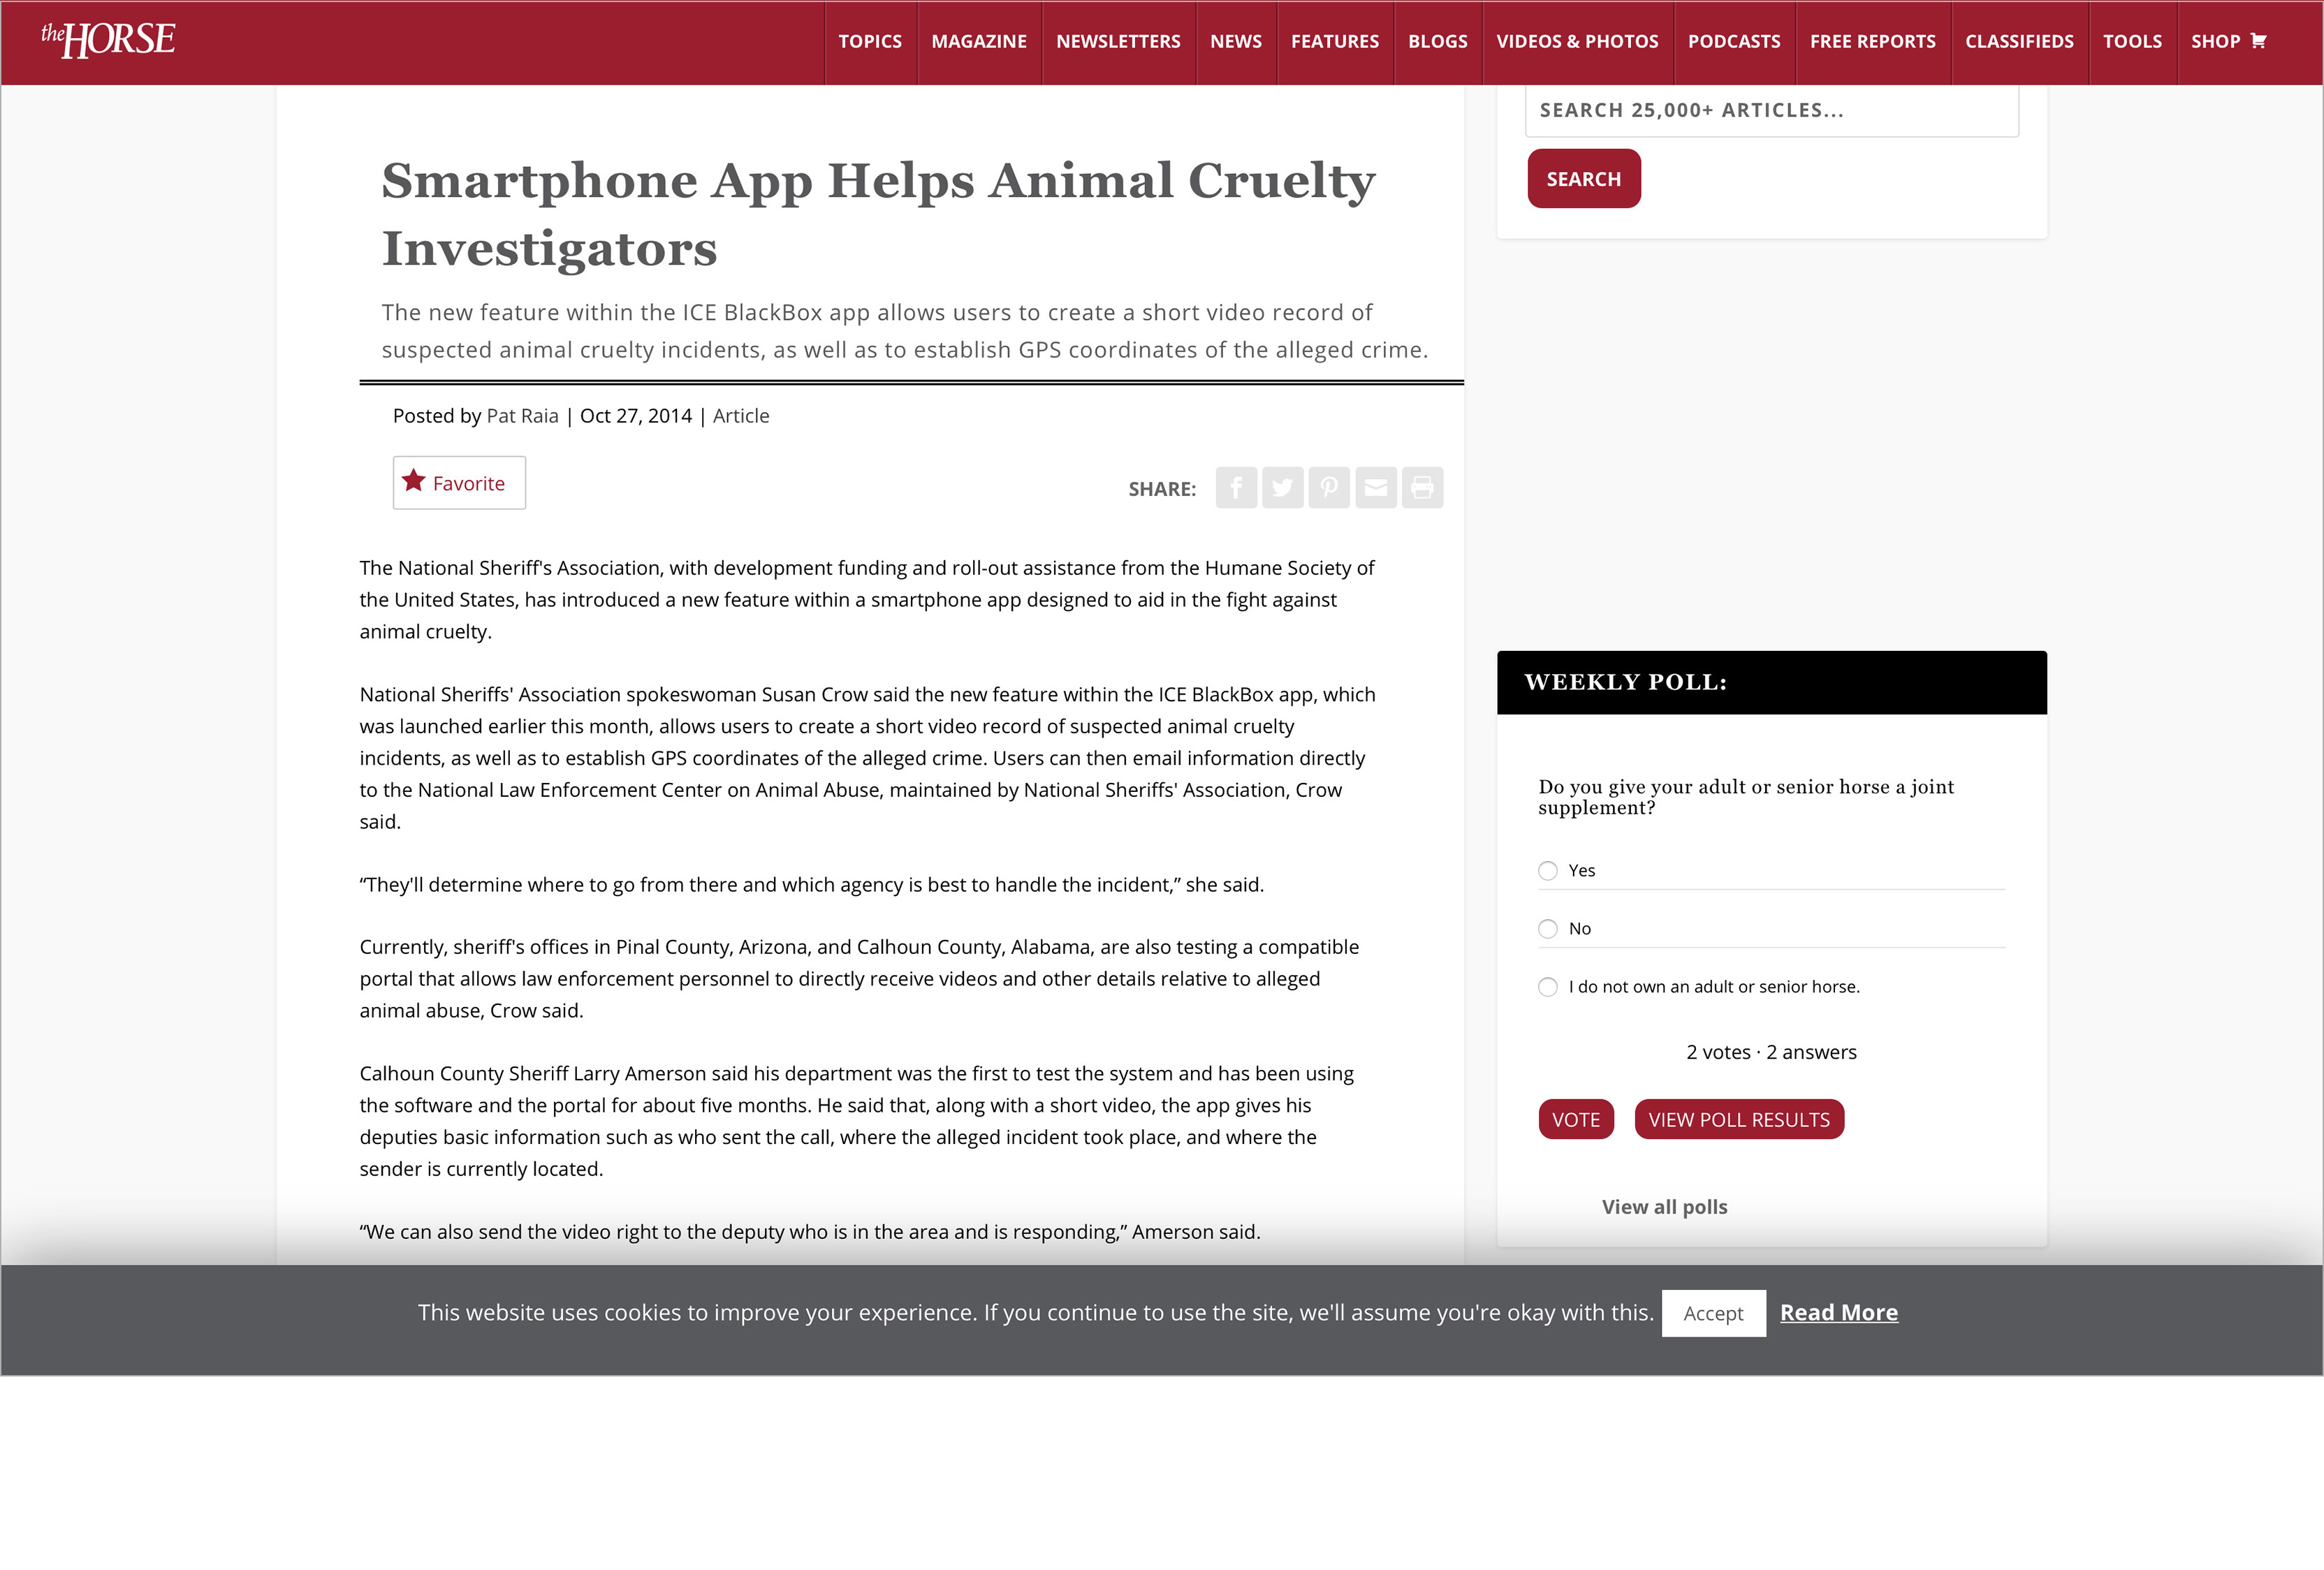 theHORSE
TOPICS
MAGAZINE
NEWSLETTERS
NEWS
FEATURES
BLOGS
VIDEOS & PHOTOS
PODCASTS
FREE REPORTS
CLASSIFIEDS
TOOLS
SHOP
Smartphone App Helps Animal Cruelty
Investigators
The new feature within the ICE BlackBox app allows users to create a short video record of
suspected animal cruelty incidents, as well as to establish GPS coordinates of the alleged crime.
Posted by Pat Raia | Oct 27, 2014 | Article
Favorite
SHARE:
The National Sheriff's Association, with development funding and roll-out assistance from the Humane Society of
the United States, has introduced a new feature within a smartphone app designed to aid in the fight against
animal cruelty.
National Sheriffs' Association spokeswoman Susan Crow said the new feature within the ICE BlackBox app, which
was launched earlier this month, allows users to create a short video record of suspected animal cruelty
incidents, as well as to establish GPS coordinates of the alleged crime. Users can then email information directly
to the National Law Enforcement Center on Animal Abuse, maintained by National Sheriffs' Association, Crow
said.
“They'll determine where to go from there and which agency is best to handle the incident,” she said.
Currently, sheriff's offices in Pinal County, Arizona, and Calhoun County, Alabama, are also testing a compatible
portal that allows law enforcement personnel to directly receive videos and other details relative to alleged
animal abuse, Crow said.
Calhoun County Sheriff Larry Amerson said his department was the first to test the system and has been using
the software and the portal for about five months. He said that, along with a short video, the app gives his
deputies basic information such as who sent the call, where the alleged incident took place, and where the
sender is currently located.
“We can also send the video right to the deputy who is in the area and is responding,” Amerson said.
SEARCH 25,000+ ARTICLES...
SEARCH
WEEKLY POLL:
Do you give your adult or senior horse a joint
supplement?
Yes
No
I do not own an adult or senior horse.
2 votes · 2 answers
VOTE
VIEW POLL RESULTS
View all polls
This website uses cookies to improve your experience. If you continue to use the site, we'll assume you're okay with this. Accept Read More